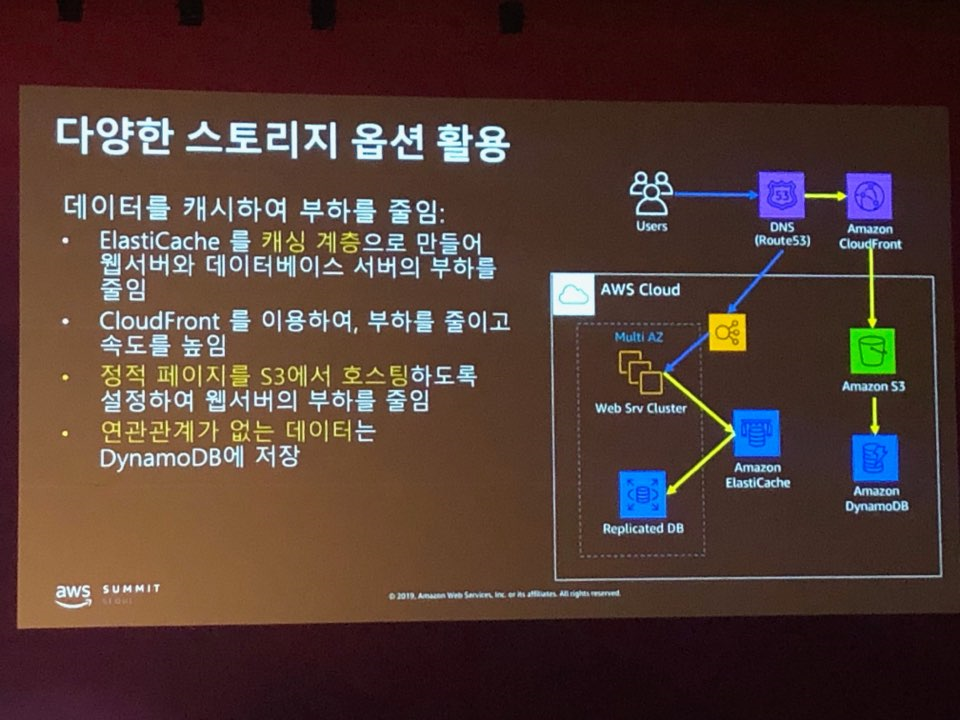 다양한 스토리지 옵션 활용
데이터를 캐시하여 부하를 줄임:
• ElastiCache 를 캐싱 계층으로 만들어
웹서버와 데이터베이스 서버의 부하를
줄임
• CloudFront 를 이용하여, 부하를 줄이고
속도를 높임
• 정적 페이지를 S3에서 호스팅하도록
설정하여 웹서버의 부하를 줄임
• 연관관계가 없는 데이터는
DynamoDB에 저장
Users
53
DNS
(Route53)
Amazon
CloudFront
AWS Cloud
Multi AZ
Web Srv Cluster
Amazon S3
Amazon
ElastiCache
Replicated DB
Amazon
DynamoDB
aws SUMMIT
SEOUL
© 2019, Amazon Web Services, Inc. or its affiliates. All rights reserved.